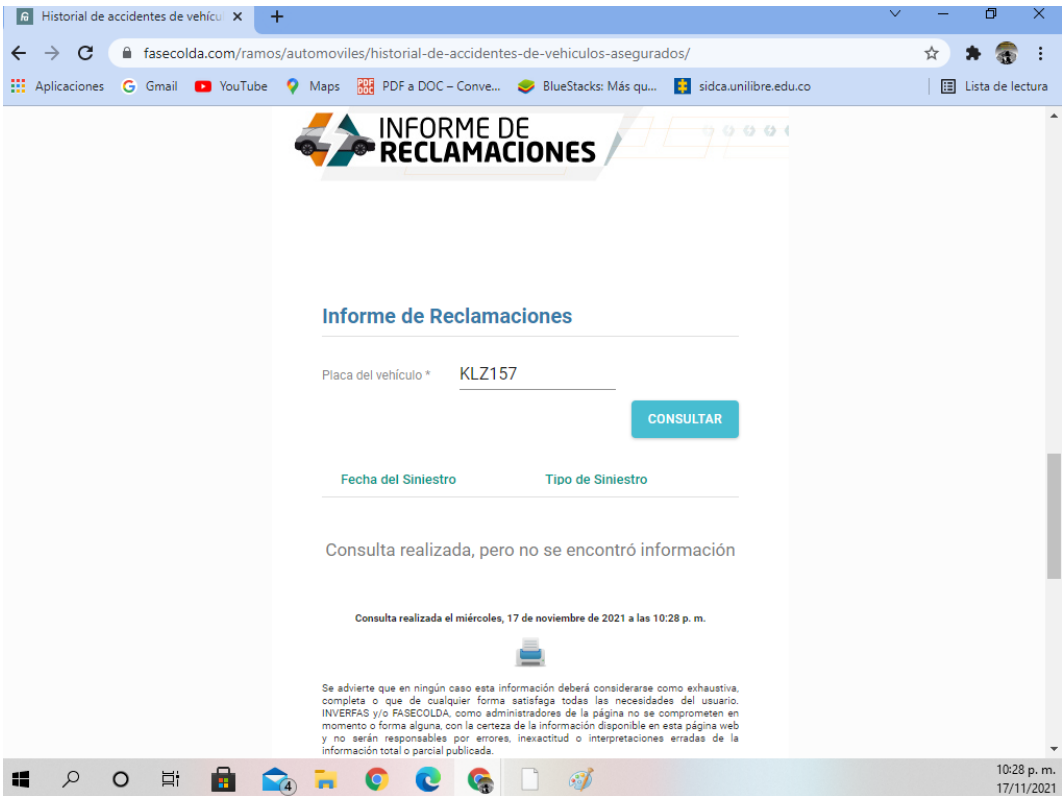 Historial de accidentes de vehícu
fasecolda.com/ramos/automoviles/historial-de-accidentes-de-vehiculos-asegurados/
Aplicaciones Gmail YouTube Maps PDF a DOC – Conve... BlueStacks: Más qu... sidca.unilibre.edu.co Lista de lectura
INFORME DE
RECLAMACIONES
Informe de Reclamaciones
Placa del vehículo * KLZ157
CONSULTAR
Fecha del Siniestro Tipo de Siniestro
Consulta realizada, pero no se encontró información
Consulta realizada el miércoles, 17 de noviembre de 2021 a las 10:28 p. m.
Se advierte que en ningún caso esta información deberá considerarse como exhaustiva,
completa o que de cualquier forma satisfaga todas las necesidades del usuario.
INVERFAS y/o FASECOLDA, como administradores de la página no se comprometen en
momento o forma alguna, con la certeza de la información disponible en esta página web
y no serán responsables por errores, inexactitud o interpretaciones erradas de la
información total o parcial publicada.
4
10:28 p. m.
17/11/2021